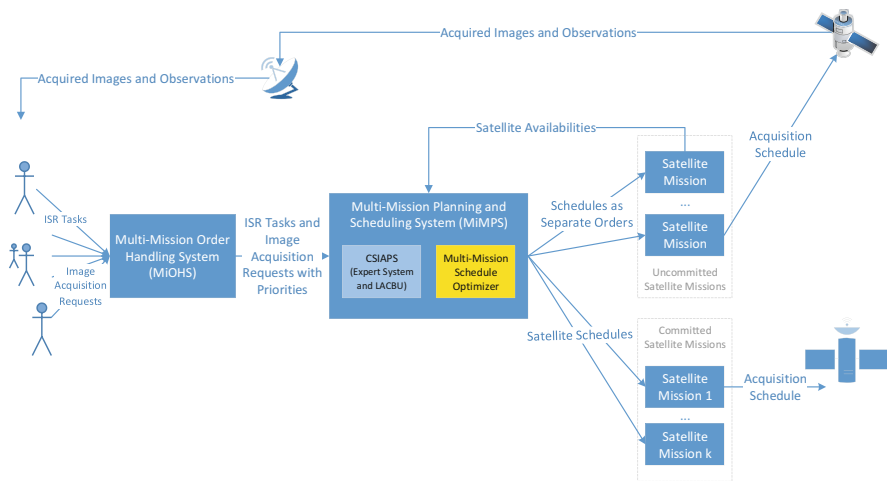 Acquired Images and Observations
Acquired Images and Observations
Satellite Availabilities
Acquisition
Schedule
Satellite
Mission
...
Satellite
Mission
Uncommitted
Satellite Missions
Schedules as
Separate Orders
ISR Tasks
Image
Acquisition
Requests
Multi-Mission Order
Handling System
(MiOHS)
ISR Tasks and
Image
Acquisition
Requests with
Priorities
Multi-Mission Planning and
Scheduling System (MiMPS)
CSIAPS
(Expert System
and LACBU)
Multi-Mission
Schedule
Optimizer
Satellite Schedules
Committed
Satellite Missions
Satellite
Mission 1
...
Satellite
Mission k
Acquisition
Schedule